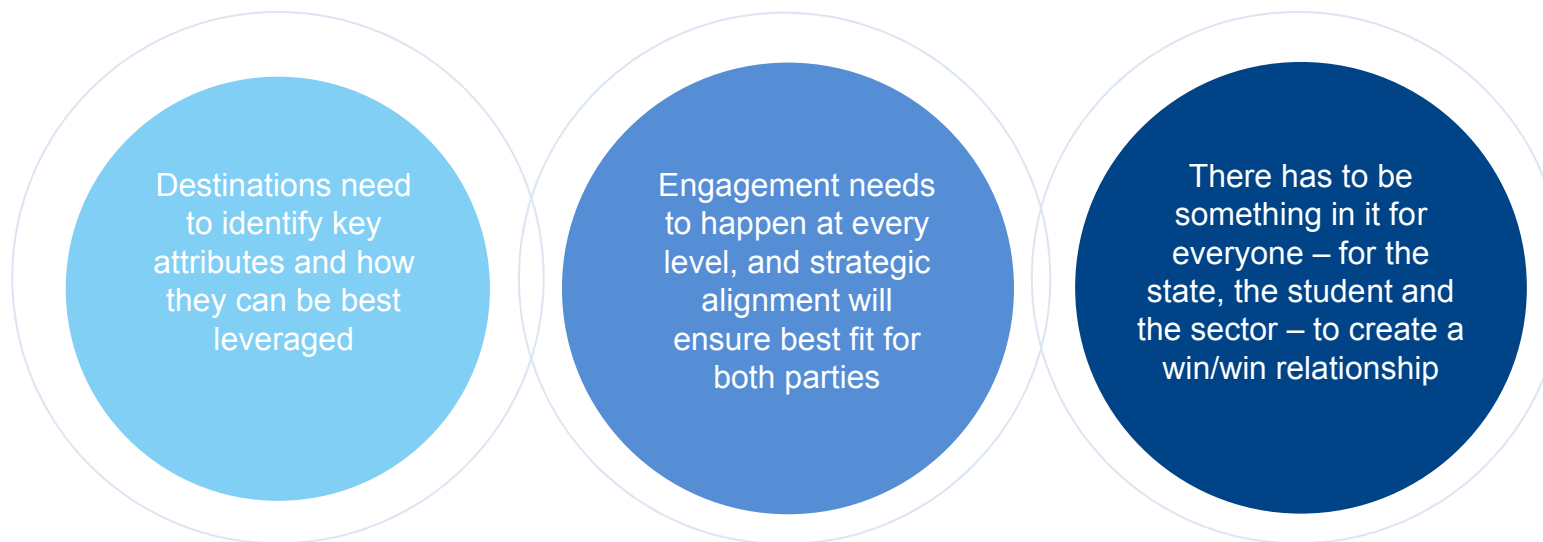 Destinations need
to identify key
attributes and how
they can be best
leveraged
Engagement needs
to happen at every
level, and strategic
alignment will
ensure best fit for
both parties
There has to be
something in it for
everyone – for the
state, the student and
the sector – to create a
win/win relationship